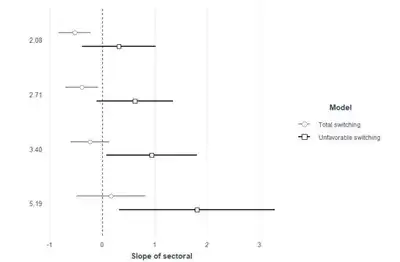 2.08
2.71
3.40
5.19
-1
0
1
2
3
Slope of sectoral
Model
Total switching
Unfavorable switching